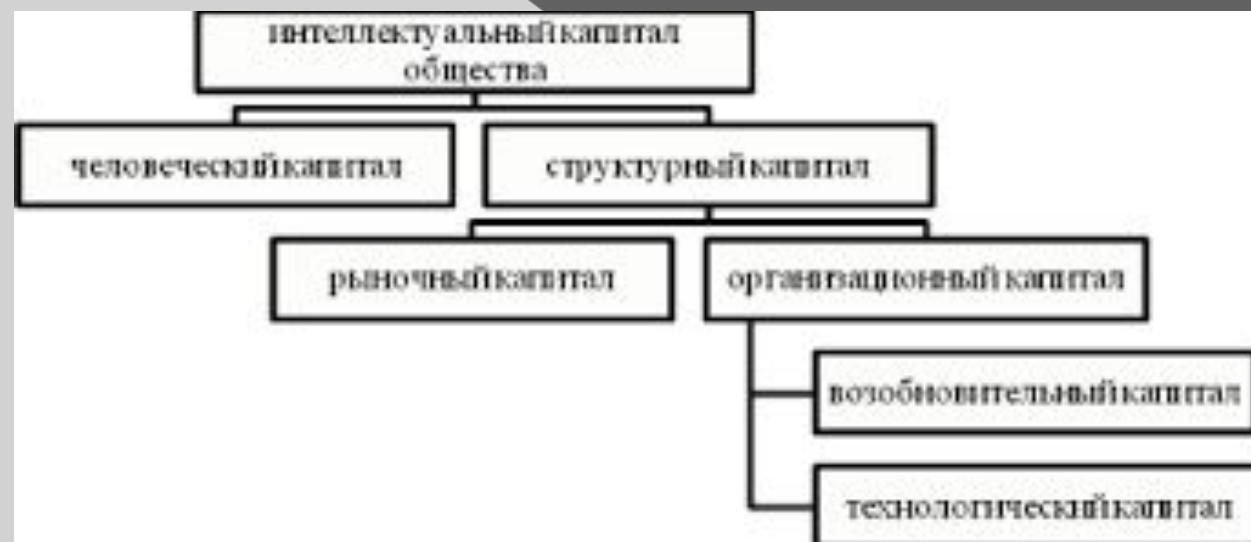 интеллектуальный капитал
общества
человеческий капитал
структурный капитал
рыночный капитал
организационный капитал
возобновительный капитал
технологический капитал